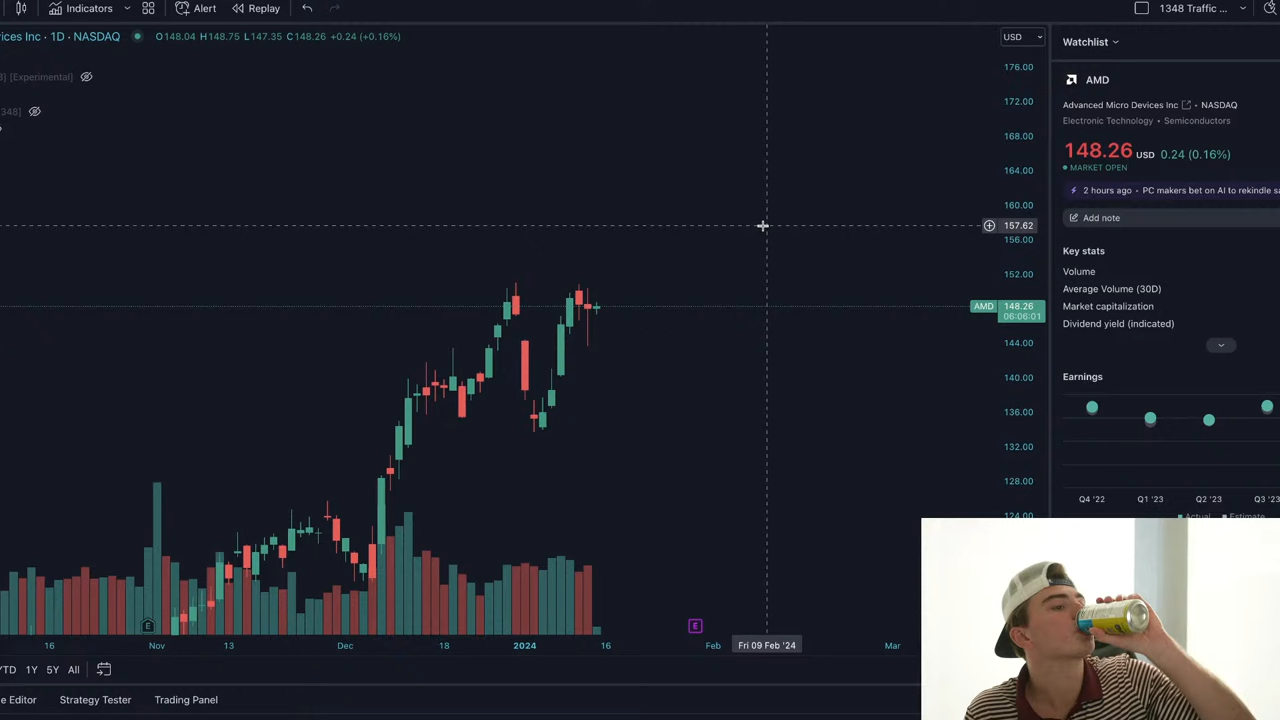 Indicators
Alert
Replay
1348 Traffic ...
ices Inc · 1D · NASDAQ
O148.04 H148.75 L147.35 C148.26 +0.24 (+0.16%)
USD
3] [Experimental]
348]
176.00
172.00
168.00
164.00
160.00
157.62
156.00
152.00
AMD 148.26
06:06:01
144.00
140.00
136.00
132.00
128.00
124.00
E
E
16
Nov
13
Dec
18
2024
16
Feb
Fri 09 Feb '24
Mar
YTD 1Y 5Y All
e Editor
Strategy Tester
Trading Panel
Watchlist
AMD
Advanced Micro Devices Inc • NASDAQ
Electronic Technology • Semiconductors
148.26 USD 0.24 (0.16%)
MARKET OPEN
2 hours ago • PC makers bet on AI to rekindle sa
Add note
Key stats
Volume
Average Volume (30D)
Market capitalization
Dividend yield (indicated)
Earnings
Q4 '22 Q1 '23 Q2 '23 Q3 '23
Actual Estimate